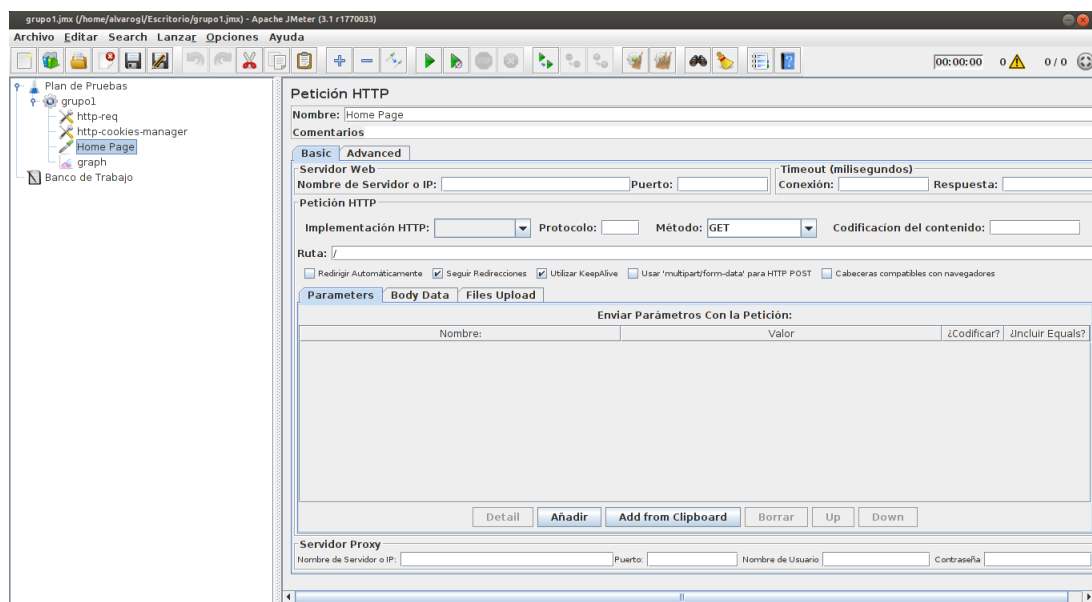 grupo1.jmx (/home/alvarogl/Escritorio/grupo1.jmx) - Apache JMeter (3.1 r1770033)
Archivo Editar Search Lanzar Opciones Ayuda
00:00:00 0 0 / 0
Plan de Pruebas
grupo1
http-req
http-cookies-manager
Home Page
graph
Banco de Trabajo
Petición HTTP
Nombre: Home Page
Comentarios
Basic Advanced
Servidor Web Timeout (milisegundos)
Nombre de Servidor o IP: Puerto: Conexión: Respuesta:
Petición HTTP
Implementación HTTP: Protocolo: Método: GET Codificacíon del contenido:
Ruta: /
Redirigir Automáticamente Seguir Redirecciones Utilizar KeepAlive Usar 'multipart/form-data' para HTTP POST Cabeceras compatibles con navegadores
Parameters Body Data Files Upload
Enviar Parámetros Con la Petición:
Nombre: Valor ¿Codificar? ¿Incluir Equals?
Detail Añadir Add from Clipboard Borrar Up Down
Servidor Proxy
Nombre de Servidor o IP: Puerto: Nombre de Usuario Contraseña